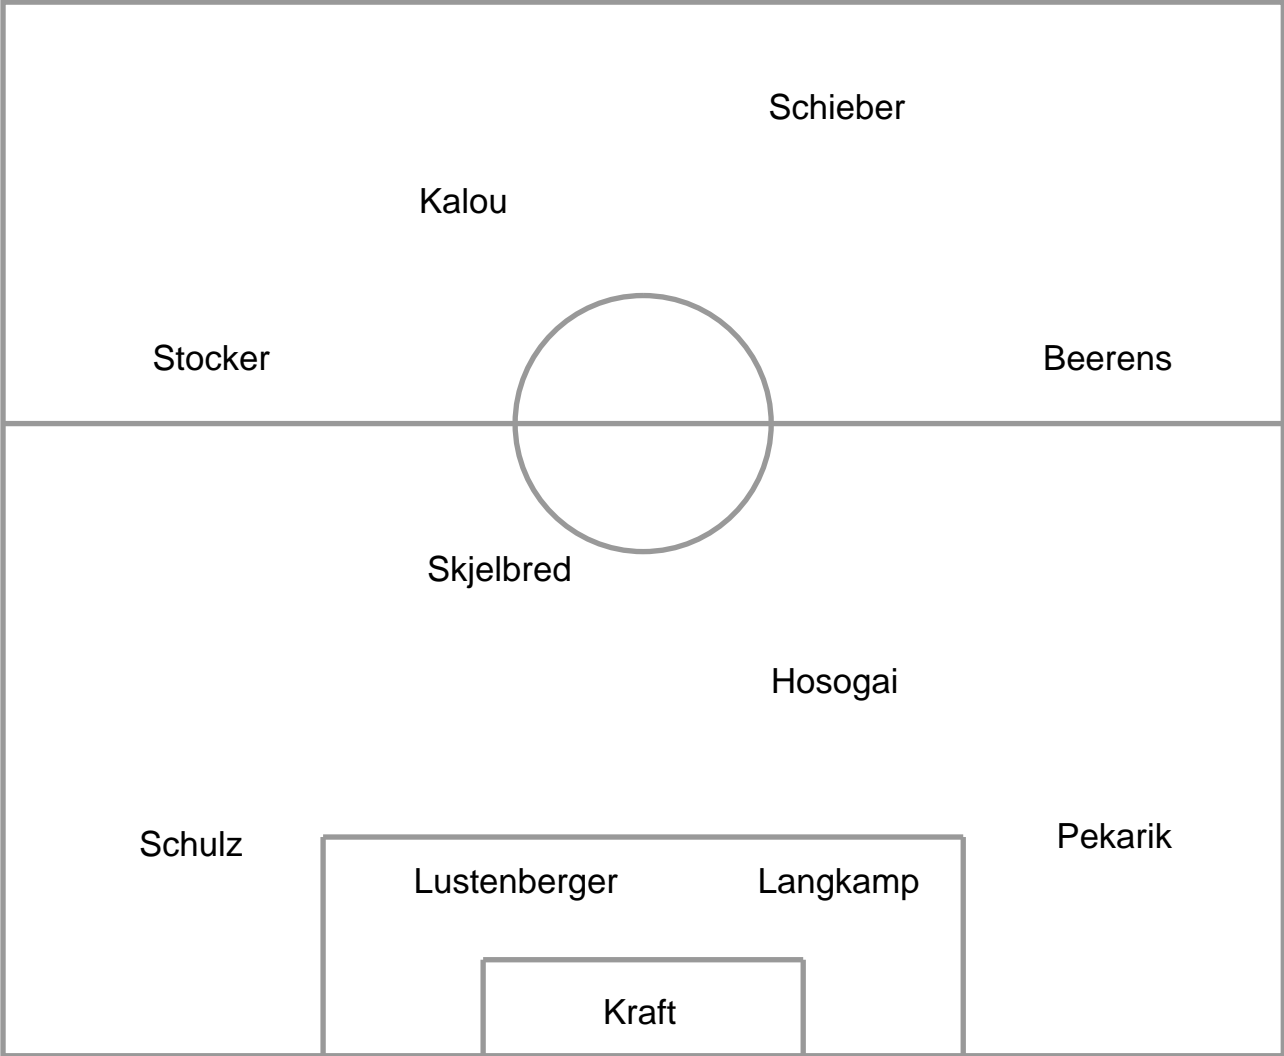 Schieber
Kalou
Stocker
Beerens
Skjelbred
Hosogai
Schulz
Pekarik
Lustenberger
Langkamp
Kraft